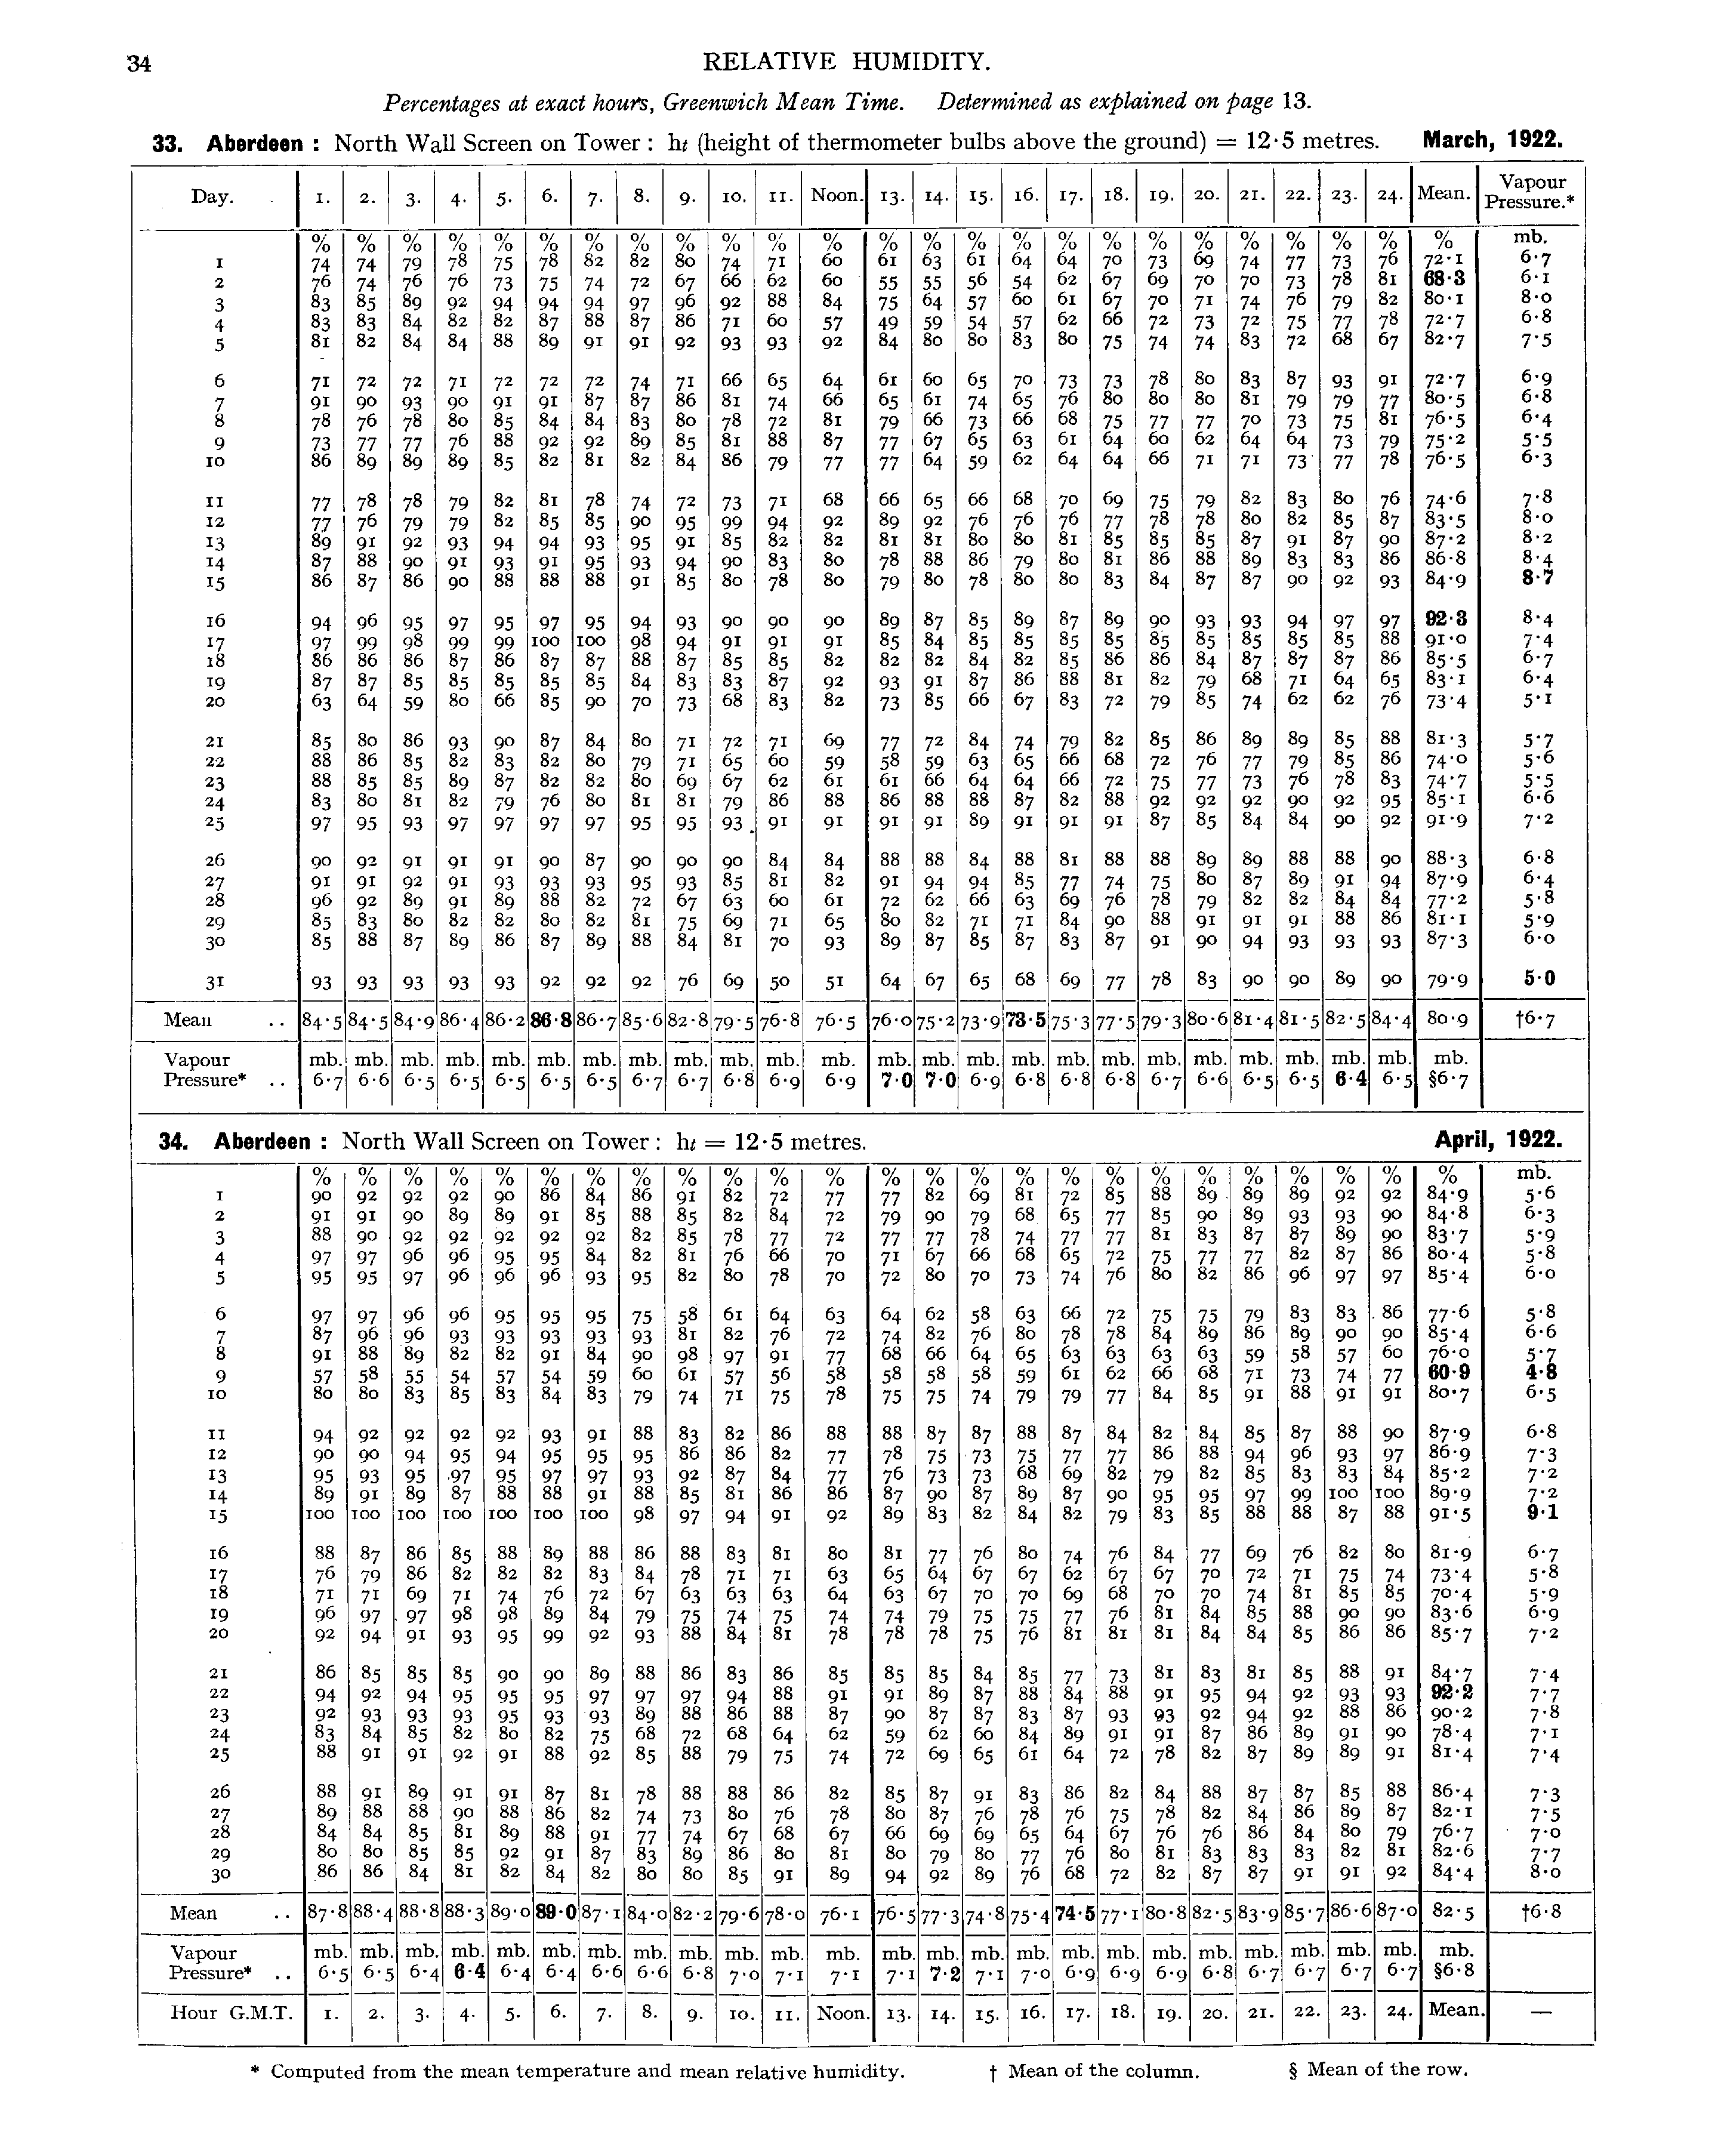 34
RELATIVE HUMIDITY.
Percentages at exact hours, Greenwich Mean Time. Determined as explained on page 13.
33. Aberdeen : North Wall Screen on Tower : ht (height of thermometer bulbs above the ground) = 12·5 metres. March, 1922.
Day. 1. 2. 3. 4. 5. 6. 7. 8. 9. 10. 11. Noon. 13. 14. 15. 16. 17. 18. 19. 20. 21. 22. 23. 24. Mean. Vapour Pressure.*
% % % % % % % % % % % % % % % % % % % % % % % % % mb.
1 74 74 79 78 75 78 82 82 80 74 71 60 61 63 61 64 64 70 73 69 74 77 73 76 72·1 6·7
2 76 74 76 76 73 75 74 72 67 66 62 60 55 55 56 54 62 67 69 70 70 73 78 81 68·3 6·1
3 83 85 89 92 94 94 94 97 96 92 88 84 75 64 57 60 61 67 70 71 74 76 79 82 80·1 8·0
4 83 83 84 82 82 87 88 87 86 71 60 57 49 59 54 57 62 66 72 73 72 75 77 78 72·7 6·8
5 81 82 84 84 88 89 91 91 92 93 93 92 84 80 80 83 80 75 74 74 83 72 68 67 82·7 7·5
6 71 72 72 71 72 72 72 74 71 66 65 64 61 60 65 70 73 73 78 80 83 87 93 91 72·7 6·9
7 91 90 93 90 91 91 87 87 86 81 74 66 65 61 74 65 76 80 80 80 81 79 79 77 80·5 6·8
8 78 76 78 80 85 84 84 83 80 78 72 81 79 66 73 66 68 75 77 77 70 73 75 81 76·5 6·4
9 73 77 77 76 88 92 92 89 85 81 88 87 77 67 65 63 61 64 60 62 64 64 73 79 75·2 5·5
10 86 89 89 89 85 82 81 82 84 86 79 77 77 64 59 62 64 64 66 71 71 73 77 78 76·5 6·3
11 77 78 78 79 82 81 78 74 72 73 71 68 66 65 66 68 70 69 75 79 82 83 80 76 74·6 7·8
12 77 76 79 79 82 85 85 90 95 99 94 92 89 92 76 76 76 77 78 78 80 82 85 87 83·5 8·0
13 89 91 92 93 94 94 93 95 91 85 82 82 81 81 80 80 81 85 85 85 87 91 87 90 87·2 8·2
14 87 88 90 91 93 91 95 93 94 90 83 80 78 88 86 79 80 81 86 88 89 83 83 86 86·8 8·4
15 86 87 86 90 88 88 88 91 85 80 78 80 79 80 78 80 80 83 84 87 87 90 92 93 84·9 8·7
16 94 96 95 97 95 97 95 94 93 90 90 90 89 87 85 89 87 89 90 93 93 94 97 97 92·3 8·4
17 97 99 98 99 99 100 100 98 94 91 91 91 85 84 85 85 85 85 85 85 85 85 85 88 91·0 7·4
18 86 86 86 87 86 87 87 88 87 85 85 82 82 82 84 82 85 86 86 84 87 87 87 86 85·5 6·7
19 87 87 85 85 85 85 85 84 83 83 87 92 93 91 87 86 88 81 82 79 68 71 64 65 83·1 6·4
20 63 64 59 80 66 85 90 70 73 68 83 82 73 85 66 67 83 72 79 85 74 62 62 76 73·4 5·1
21 85 80 86 93 90 87 84 80 71 72 71 69 77 72 84 74 79 82 85 86 89 89 85 88 81·3 5·7
22 88 86 85 82 83 82 80 79 71 65 60 59 58 59 63 65 66 68 72 76 77 79 85 86 74·0 5·6
23 88 85 85 89 87 82 82 80 69 67 62 61 61 66 64 64 66 72 75 77 73 76 78 83 74·7 5·5
24 83 80 81 82 79 76 80 81 81 79 86 88 86 88 88 87 82 88 92 92 92 90 92 95 85·1 6·6
25 97 95 93 97 97 97 97 95 95 93 91 91 91 91 89 91 91 91 87 85 84 84 90 92 91·9 7·2
26 90 92 91 91 91 90 87 90 90 90 84 84 88 88 84 88 81 88 88 89 89 88 88 90 88·3 6·8
27 91 91 92 91 93 93 93 95 93 85 81 82 91 94 94 85 77 74 75 80 87 89 91 94 87·9 6·4
28 96 92 89 91 89 88 82 72 67 63 60 61 72 62 66 63 69 76 78 79 82 82 84 84 77·2 5·8
29 85 83 80 82 82 80 82 81 75 69 71 65 80 82 71 71 84 90 88 91 91 91 88 86 81·1 5·9
30 85 88 87 89 86 87 89 88 84 81 70 93 89 87 85 87 83 87 91 90 94 93 93 93 87·3 6·0
31 93 93 93 93 93 92 92 92 76 69 50 51 64 67 65 68 69 77 78 83 90 90 89 90 79·9 5·0
Mean .. 84·5 84·5 84·9 86·4 86·2 86·8 86·7 85·6 82·8 79·5 76·8 76·5 76·0 75·2 73·9 73·5 75·3 77·5 79·3 80·6 81·4 81·5 82·5 84·4 80·9 †6·7
Vapour mb. mb. mb. mb. mb. mb. mb. mb. mb. mb. mb. mb. mb. mb. mb. mb. mb. mb. mb. mb. mb. mb. mb. mb. mb.
Pressure* .. 6·7 6·6 6·5 6·5 6·5 6·5 6·5 6·7 6·7 6·8 6·9 6·9 7·0 7·0 6·9 6·8 6·8 6·8 6·7 6·6 6·5 6·5 6·4 6·5 §6·7
34. Aberdeen : North Wall Screen on Tower : ht = 12·5 metres. April, 1922.
% % % % % % % % % % % % % % % % % % % % % % % % % mb.
1 90 92 92 92 90 86 84 86 91 82 72 77 77 82 69 81 72 85 88 89 89 89 92 92 84·9 5·6
2 91 91 90 89 89 91 85 88 85 82 84 72 79 90 79 68 65 77 85 90 89 93 93 90 84·8 6·3
3 88 90 92 92 92 92 92 82 85 78 77 72 77 77 78 74 77 77 81 83 87 87 89 90 83·7 5·9
4 97 97 96 96 95 95 84 82 81 76 66 70 71 67 66 68 65 72 75 77 77 82 87 86 80·4 5·8
5 95 95 97 96 96 96 93 95 82 80 78 70 72 80 70 73 74 76 80 82 86 96 97 97 85·4 6·0
6 97 97 96 96 95 95 95 75 58 61 64 63 64 62 58 63 66 72 75 75 79 83 83 86 77·6 5·8
7 87 96 96 93 93 93 93 93 81 82 76 72 74 82 76 80 78 78 84 89 86 89 90 90 85·4 6·6
8 91 88 89 82 82 91 84 90 98 97 91 77 68 66 64 65 63 63 63 63 59 58 57 60 76·0 5·7
9 57 58 55 54 57 54 59 60 61 57 56 58 58 58 58 59 61 62 66 68 71 73 74 77 60·9 4·8
10 80 80 83 85 83 84 83 79 74 71 75 78 75 75 74 79 79 77 84 85 91 88 91 91 80·7 6·5
11 94 92 92 92 92 93 91 88 83 82 86 88 88 87 87 88 87 84 82 84 85 87 88 90 87·9 6·8
12 90 90 94 95 94 95 95 95 86 86 82 77 78 75 73 75 77 77 86 88 94 96 93 97 86·9 7·3
13 95 93 95 97 95 97 97 93 92 87 84 77 76 73 73 68 69 82 79 82 85 83 83 84 85·2 7·2
14 89 91 89 87 88 88 91 88 85 81 86 86 87 90 87 89 87 90 95 95 97 99 100 100 89·9 7·2
15 100 100 100 100 100 100 100 98 97 94 91 92 89 83 82 84 82 79 83 85 88 88 87 88 91·5 9·1
16 88 87 86 85 88 89 88 86 88 83 81 80 81 77 76 80 74 76 84 77 69 76 82 80 81·9 6·7
17 76 79 86 82 82 82 83 84 78 71 71 63 65 64 67 67 62 67 67 70 72 71 75 74 73·4 5·8
18 71 71 69 71 74 76 72 67 63 63 63 64 63 67 70 70 69 68 70 70 74 81 85 85 70·4 5·9
19 96 97 97 98 98 89 84 79 75 74 75 74 74 79 75 75 77 76 81 84 85 88 90 90 83·6 6·9
20 92 94 91 93 95 99 92 93 88 84 81 78 78 78 75 76 81 81 81 84 84 85 86 86 85·7 7·2
21 86 85 85 85 90 90 89 88 86 83 86 85 85 85 84 85 77 73 81 83 81 85 88 91 84·7 7·4
22 94 92 94 95 95 95 97 97 97 94 88 91 91 89 87 88 84 88 91 95 94 92 93 93 92·2 7·7
23 92 93 93 93 95 93 93 89 88 86 88 87 90 87 87 83 87 93 93 92 94 92 88 86 90·2 7·8
24 83 84 85 82 80 82 75 68 72 68 64 62 59 62 60 84 89 91 91 87 86 89 91 90 78·4 7·1
25 88 91 91 92 91 88 92 85 88 79 75 74 72 69 65 61 64 72 78 82 87 89 89 91 81·4 7·4
26 88 91 89 91 91 87 81 78 88 88 86 82 85 87 91 83 86 82 84 88 87 87 85 88 86·4 7·3
27 89 88 88 90 88 86 82 74 73 80 76 78 80 87 76 78 76 75 78 82 84 86 89 87 82·1 7·5
28 84 84 85 81 89 88 91 77 74 67 68 67 66 69 69 65 64 67 76 76 86 84 80 79 76·7 7·0
29 80 80 85 85 92 91 87 83 89 86 80 81 80 79 80 77 76 80 81 83 83 83 82 81 82·6 7·7
30 86 86 84 81 82 84 82 80 80 85 91 89 94 92 89 76 68 72 82 87 87 91 91 92 84·4 8·0
Mean .. 87·8 88·4 88·8 88·3 89·0 89·0 87·1 84·0 82·2 79·6 78·0 76·1 76·5 77·3 74·8 75·4 74·5 77·1 80·8 82·5 83·9 85·7 86·6 87·0 82·5 †6·8
Vapour mb. mb. mb. mb. mb. mb. mb. mb. mb. mb. mb. mb. mb. mb. mb. mb. mb. mb. mb. mb. mb. mb. mb. mb. mb.
Pressure* .. 6·5 6·5 6·4 6·4 6·4 6·4 6·6 6·6 6·8 7·0 7·1 7·1 7·1 7·2 7·1 7·0 6·9 6·9 6·9 6·8 6·7 6·7 6·7 6·7 §6·8
Hour G.M.T. 1. 2. 3. 4. 5. 6. 7. 8. 9. 10. 11. Noon. 13. 14. 15. 16. 17. 18. 19. 20. 21. 22. 23. 24. Mean. —
* Computed from the mean temperature and mean relative humidity. † Mean of the column. § Mean of the row.